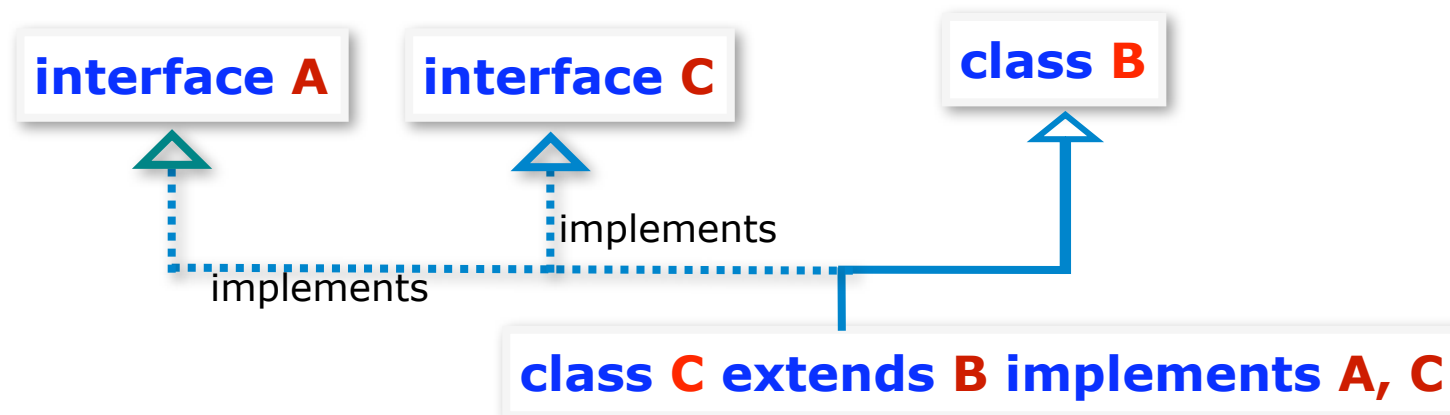 interface A
interface C
class B
implements
implements
class C extends B implements A, C